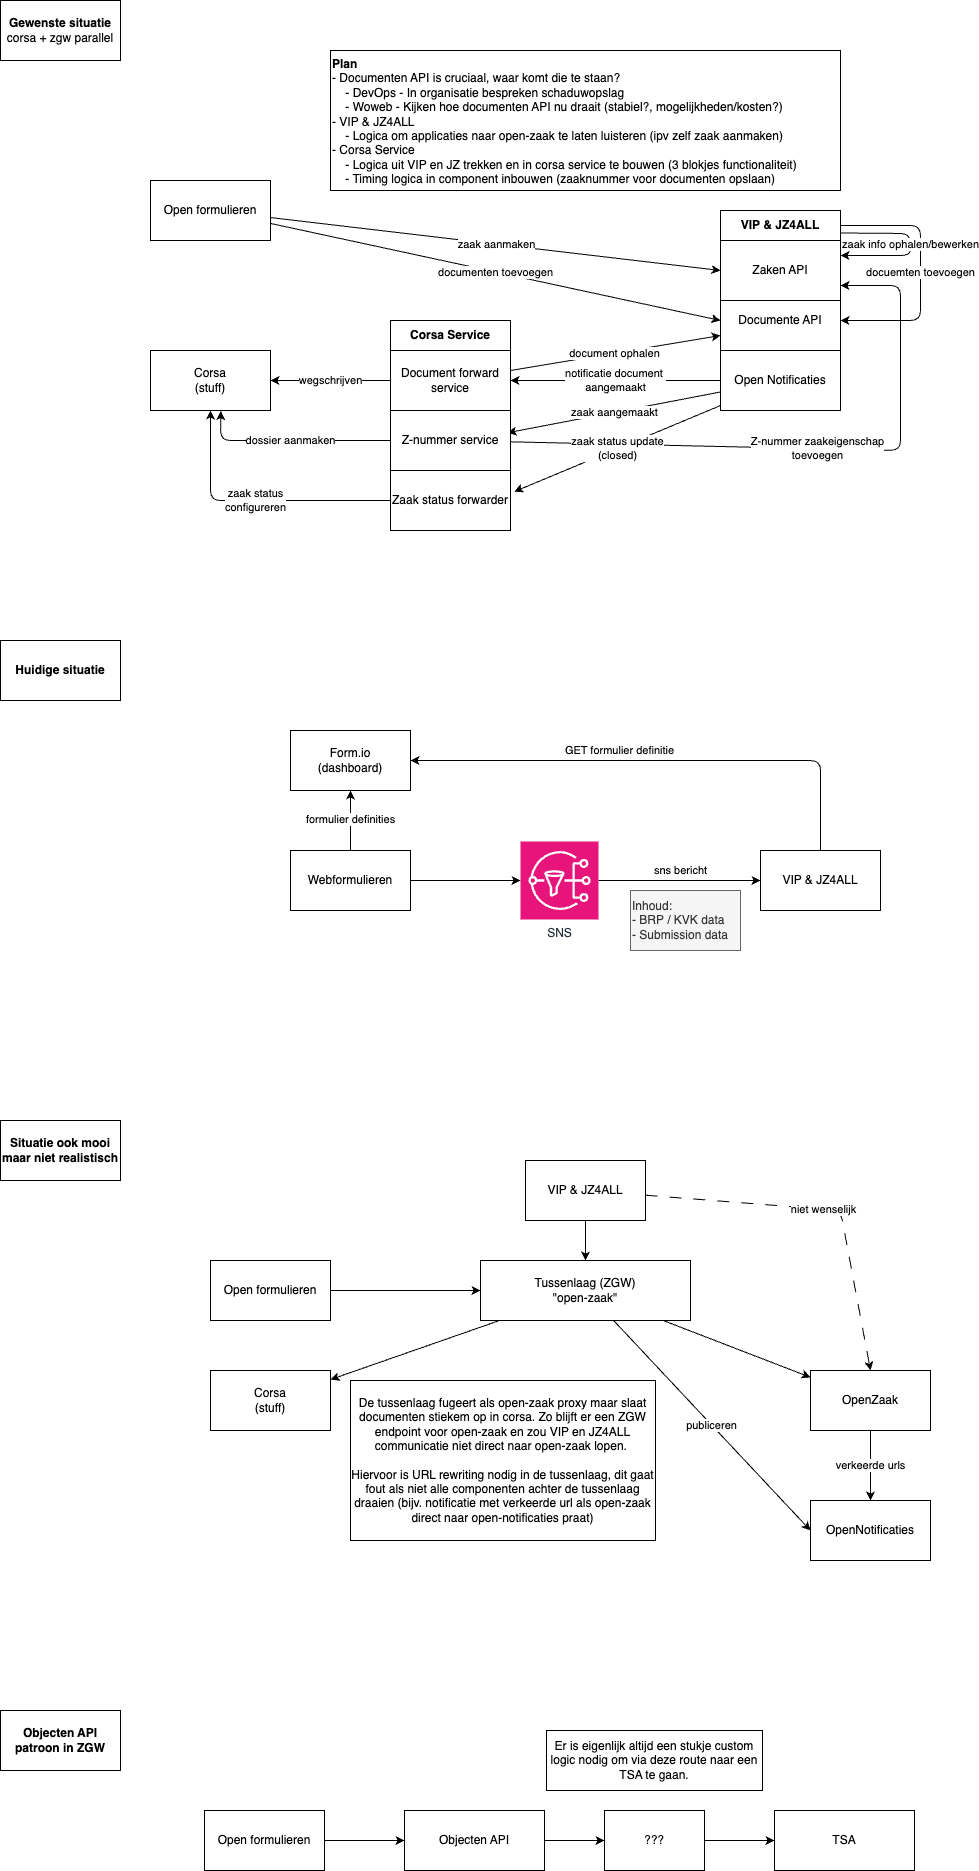 Gewenste situatie
corsa + zgw parallel
Plan
- Documenten API is cruciaal, waar komt die te staan?
- DevOps - In organisatie bespreken schaduwopslag
- Woweb - Kijken hoe documenten API nu draait (stabiel?, mogelijkheden/kosten?)
- VIP & JZ4ALL
- Logica om applicaties naar open-zaak te laten luisteren (ipv zelf zaak aanmaken)
- Corsa Service
- Logica uit VIP en JZ trekken en in corsa service te bouwen (3 blokjes functionaliteit)
- Timing logica in component inbouwen (zaaknummer voor documenten opslaan)
Open formulieren
VIP & JZ4ALL
zaak aanmaken
zaak info ophalen/bewerken
documenten toevoegen
Zaken API
docuemten toevoegen
Documente API
Corsa Service
document ophalen
Corsa
(stuff)
wegschrijven
Document forward
service
notificatie document
aangemaakt
Open Notificaties
zaak aangemaakt
dossier aanmaken
Z-nummer service
zaak status update
(closed)
Z-nummer zaakeigenschap
toevoegen
zaak status
configureren
Zaak status forwarder
Huidige situatie
Form.io
(dashboard)
GET formulier definitie
formulier definities
Webformulieren
SNS
sns bericht
VIP & JZ4ALL
Inhoud:
- BRP / KVK data
- Submission data
Situatie ook mooi
maar niet realistisch
VIP & JZ4ALL
niet wenselijk
Open formulieren
Tussenlaag (ZGW)
"open-zaak"
Corsa
(stuff)
De tussenlaag fugeert als open-zaak proxy maar slaat
documenten stiekem op in corsa. Zo blijft er een ZGW
endpoint voor open-zaak en zou VIP en JZ4ALL
communicatie niet direct naar open-zaak lopen.
Hiervoor is URL rewriting nodig in de tussenlaag, dit gaat
fout als niet alle componenten achter de tussenlaag
draaien (bijv. notificatie met verkeerde url als open-zaak
direct naar open-notificaties praat)
publiceren
OpenZaak
verkeerde urls
OpenNotificaties
Objecten API
patroon in ZGW
Er is eigenlijk altijd een stukje custom
logic nodig om via deze route naar een
TSA te gaan.
Open formulieren
Objecten API
???
TSA